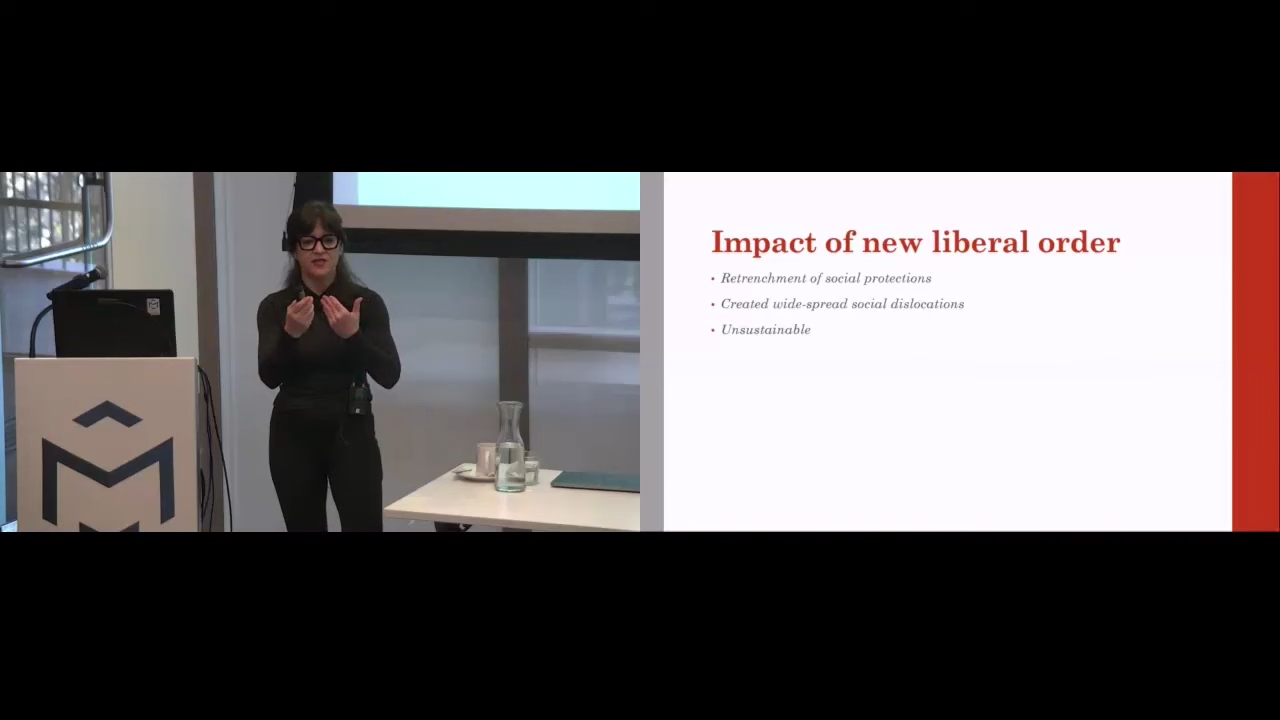 Impact of new liberal order
• Retrenchment of social protections
• Created wide-spread social dislocations
• Unsustainable